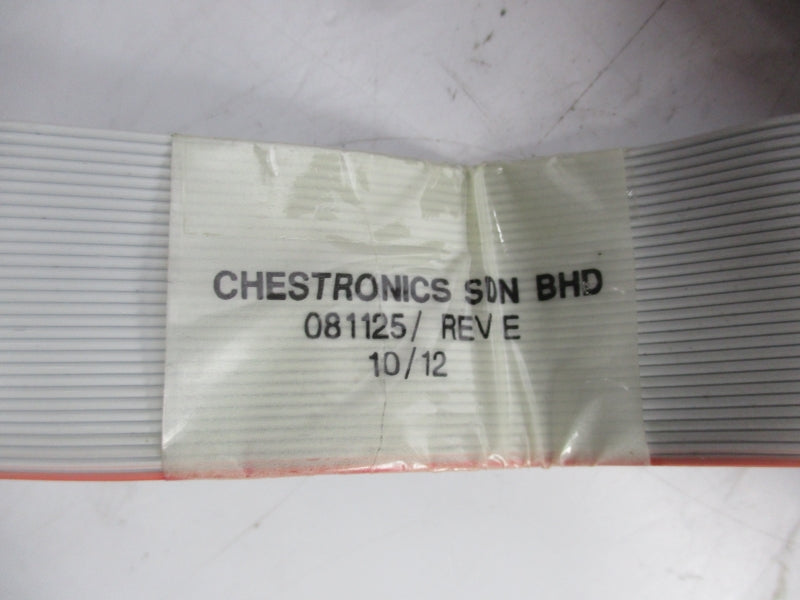 CHESTRONICS SDN BHD
081125/ REV E
10/12